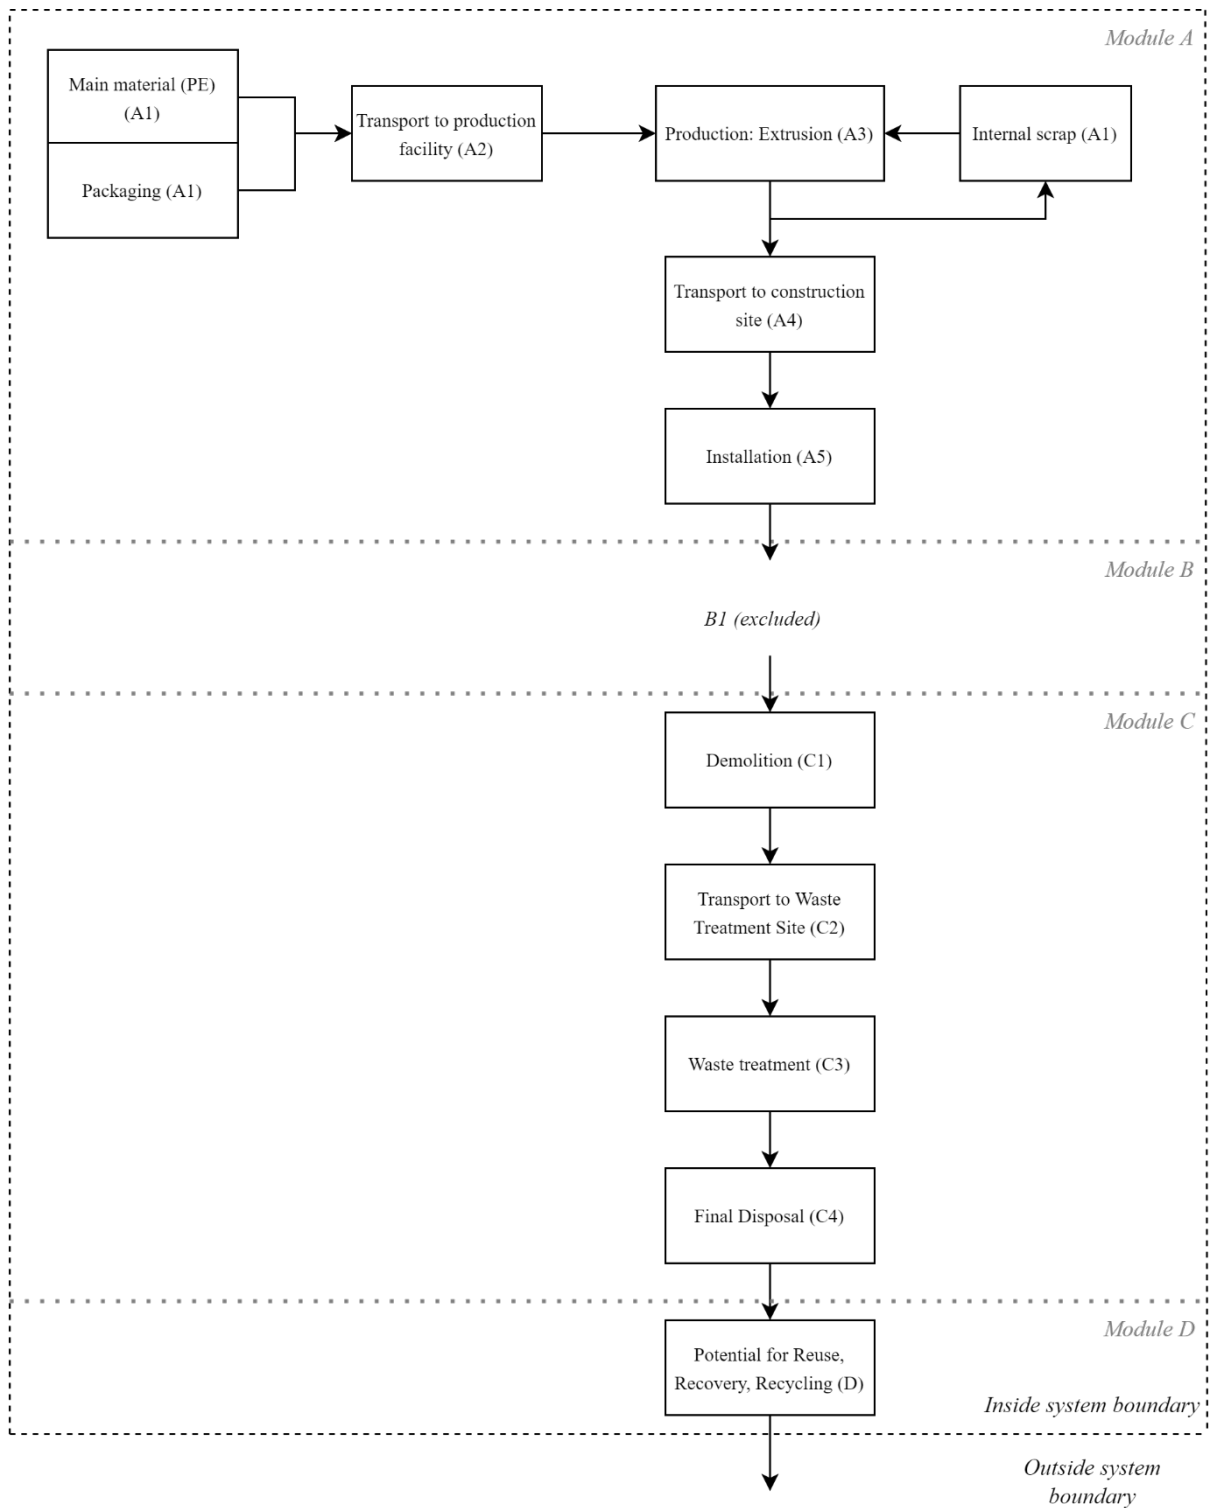 Module A
Main material (PE)
(A1)
Packaging (A1)
Transport to production
facility (A2)
Production: Extrusion (A3)
Internal scrap (A1)
Transport to construction
site (A4)
Installation (A5)
Module B
B1 (excluded)
Module C
Demolition (C1)
Transport to Waste
Treatment Site (C2)
Waste treatment (C3)
Final Disposal (C4)
Module D
Potential for Reuse,
Recovery, Recycling (D)
Inside system boundary
Outside system
boundary